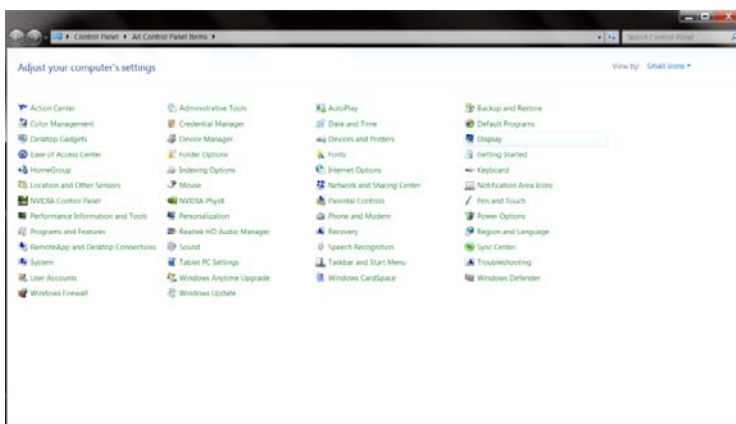 Control Panel All Control Panel Items Search Control Panel
Adjust your computer's settings View by: Small icons
Action Center Administrative Tools AutoPlay Backup and Restore
Color Management Credential Manager Date and Time Default Programs
Desktop Gadgets Device Manager Devices and Printers Display
Ease of Access Center Folder Options Fonts Getting Started
HomeGroup Indexing Options Internet Options Keyboard
Location and Other Sensors Mouse Network and Sharing Center Notification Area Icons
NVIDIA Control Panel NVIDIA PhysX Parental Controls Pen and Touch
Performance Information and Tools Personalization Phone and Modem Power Options
Programs and Features Realtek HD Audio Manager Recovery Region and Language
RemoteApp and Desktop Connections Sound Speech Recognition Sync Center
System Tablet PC Settings Taskbar and Start Menu Troubleshooting
User Accounts Windows Anytime Upgrade Windows CardSpace Windows Defender
Windows Firewall Windows Update